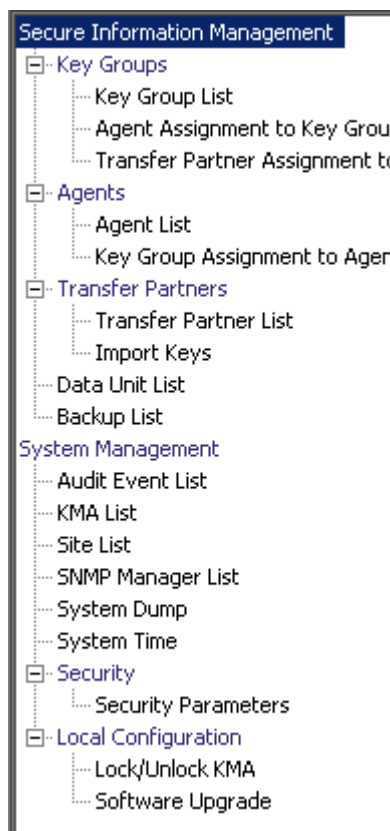 Secure Information Management
Key Groups
Key Group List
Agent Assignment to Key Grou
Transfer Partner Assignment to
Agents
Agent List
Key Group Assignment to Agen
Transfer Partners
Transfer Partner List
Import Keys
Data Unit List
Backup List
System Management
Audit Event List
KMA List
Site List
SNMP Manager List
System Dump
System Time
Security
Security Parameters
Local Configuration
Lock/Unlock KMA
Software Upgrade